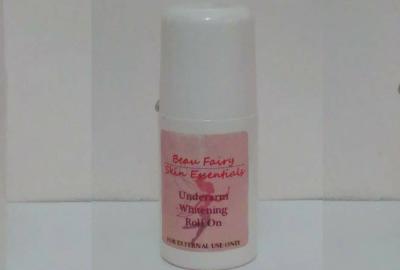 Beau Fairy
Skin Essentials
Underarm
Whitening
Roll On
FOR EXTERNAL USE ONLY